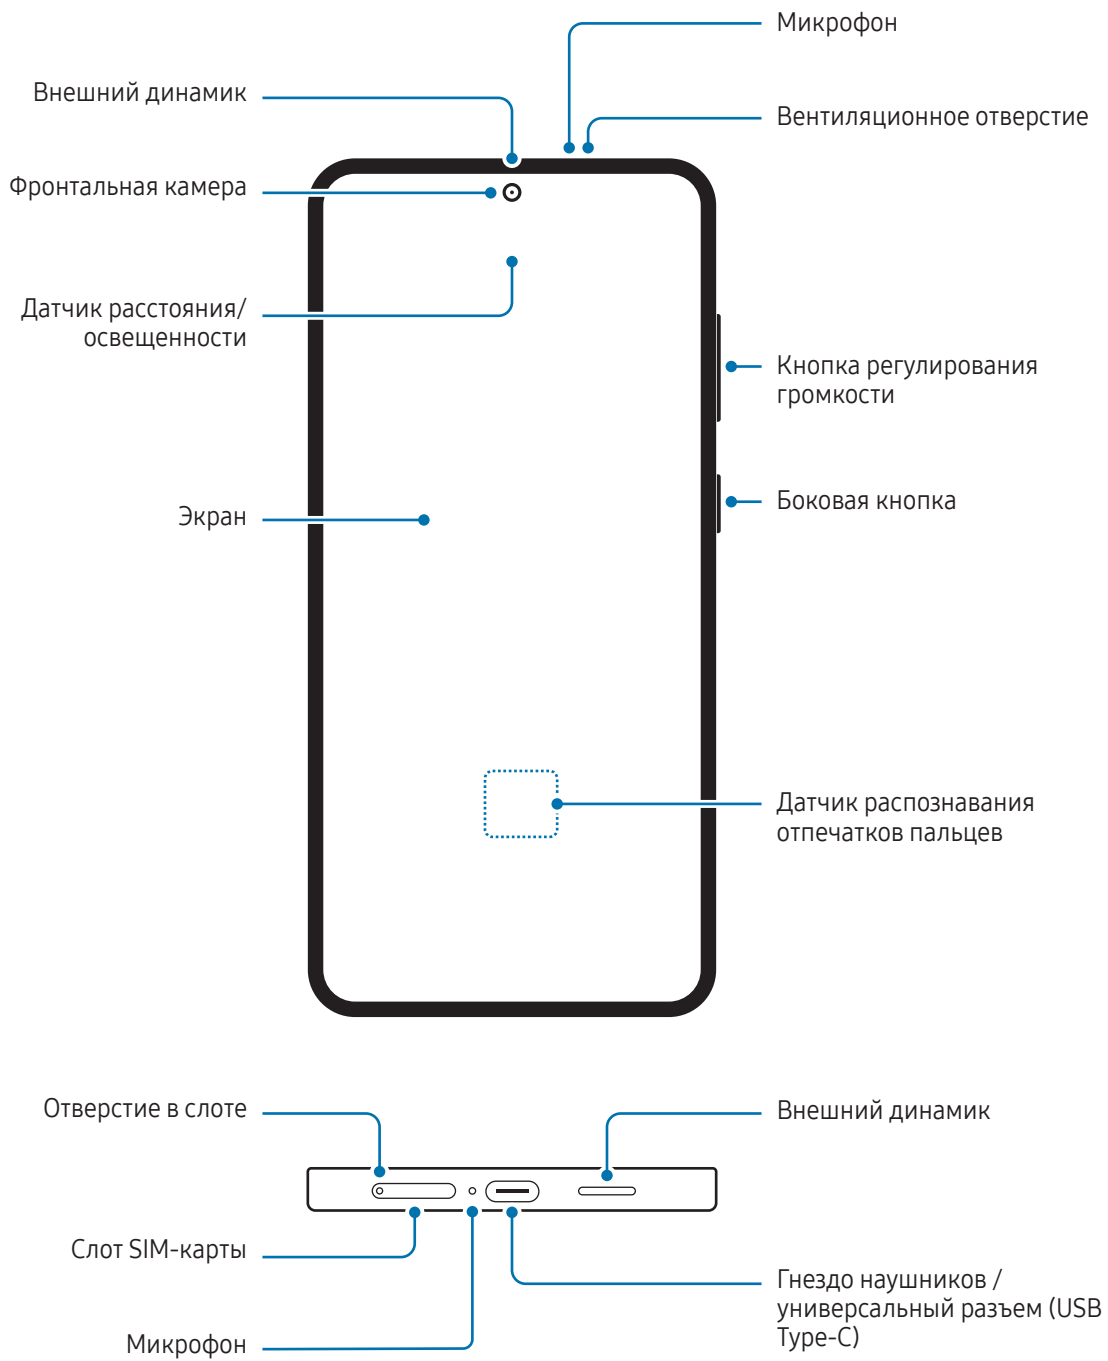 Микрофон
Внешний динамик
Вентиляционное отверстие
Фронтальная камера
Датчик расстояния/
освещенности
Кнопка регулирования
громкости
Боковая кнопка
Экран
Датчик распознавания
отпечатков пальцев
Отверстие в слоте
Внешний динамик
Слот SIM-карты
Гнездо наушников /
универсальный разъем (USB
Type-C)
Микрофон